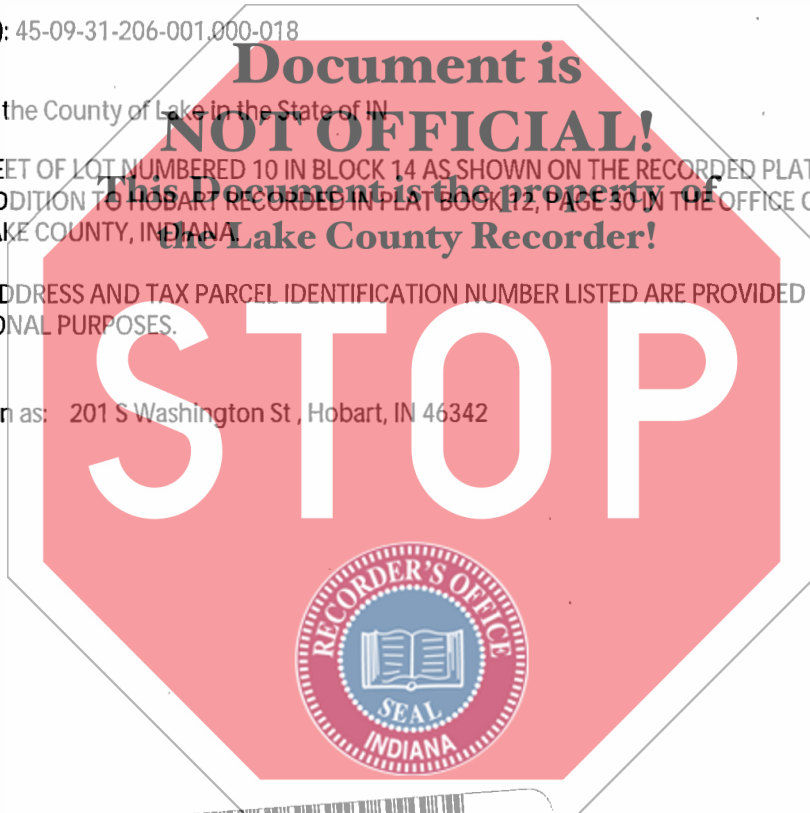 ): 45-09-31-206-001.000-018
Document is
the County of Lake in the State of IN
NOT OFFICIAL!
EET OF LOT NUMBERED 10 IN BLOCK 14 AS SHOWN ON THE RECORDED PLAT
This Document is the property of
DDITION TO HOBART RECORDED IN PLAT BOOK 12, PAGE 30 IN THE OFFICE O
the Lake County Recorder!
KE COUNTY, INDIANA.
DDRESS AND TAX PARCEL IDENTIFICATION NUMBER LISTED ARE PROVIDED
ONAL PURPOSES.
STOP
n as: 201 S Washington St , Hobart, IN 46342
RECORDER'S OFFICE
SEAL
INDIANA